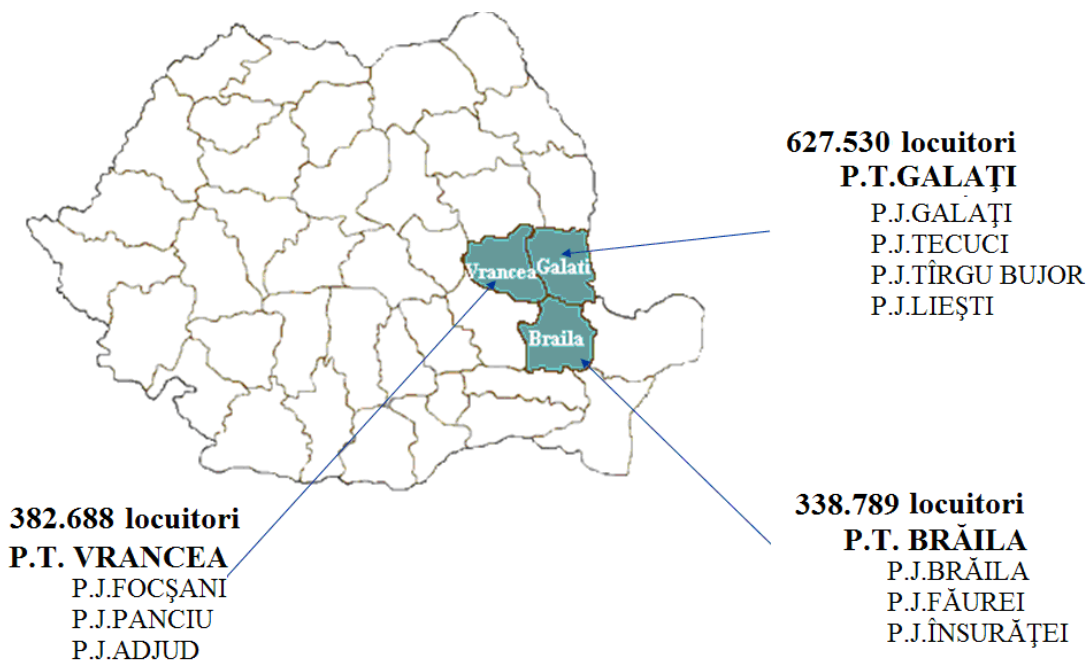 627.530 locuitori
P.T.GALAŢI
P.J.GALAŢI
P.J.TECUCI
P.J.TÎRGU BUJOR
P.J.LIEŞTI
Vrancea
Galati
Braila
382.688 locuitori
P.T. VRANCEA
P.J.FOCŞANI
P.J.PANCIU
P.J.ADJUD
338.789 locuitori
P.T. BRĂILA
P.J.BRĂILA
P.J.FĂUREI
P.J.ÎNSURĂŢEI